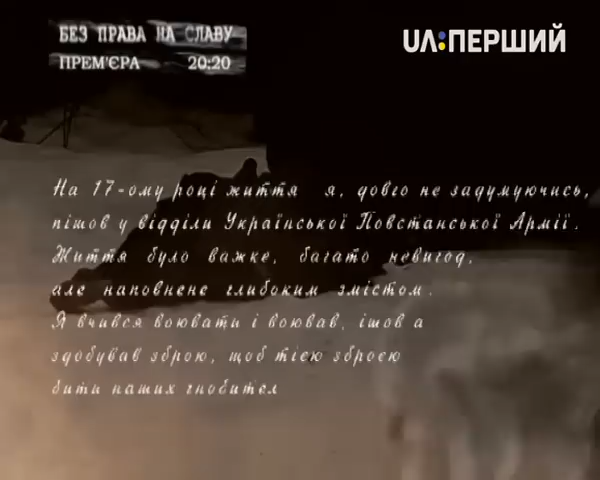 БЕЗ ПРАВА НА СЛАВУ
ПРЕМ'ЄРА 20:20
UA:ПЕРШИЙ
На 17-ому році життя я, довго не задумуючись,
пішов у відділи Української Повстанської Армії.
Життя було важке, багато невигод,
але наповнене глибоким змістом.
Я вчився воювати і воював, ішов а
здобував зброю, щоб тією зброєю
бити наших гнобител